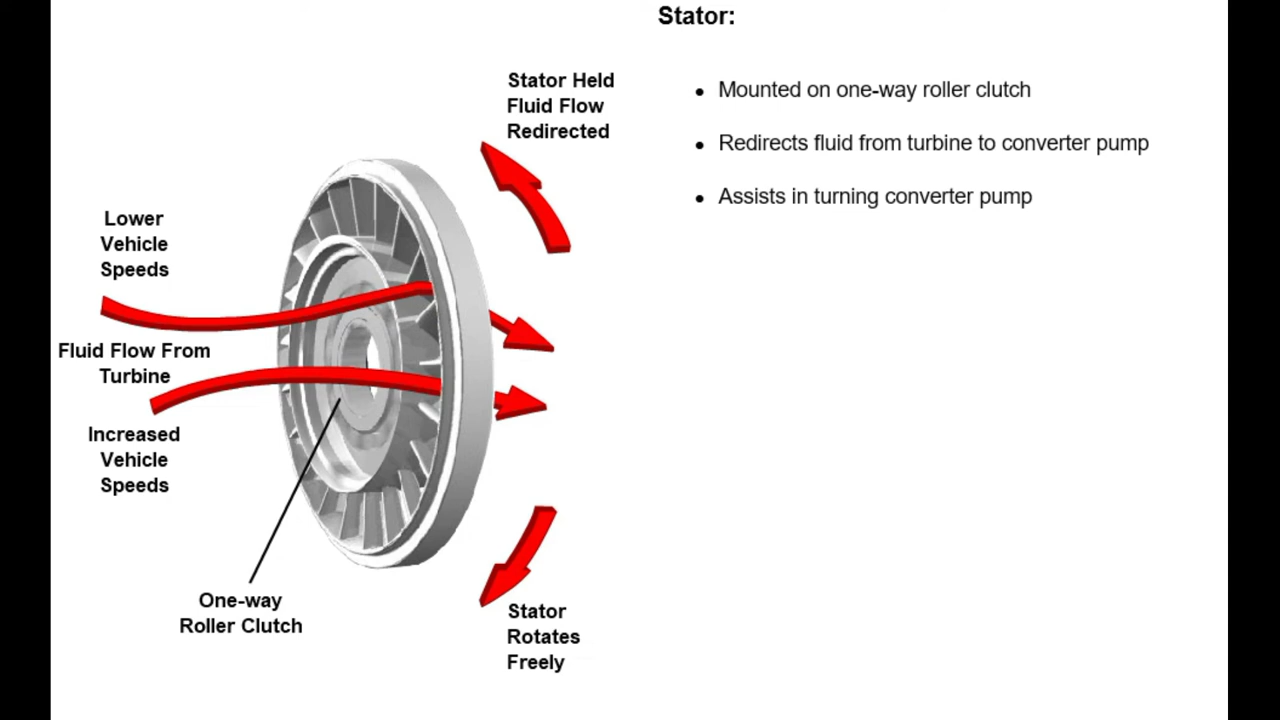 Stator:
Mounted on one-way roller clutch
Redirects fluid from turbine to converter pump
Assists in turning converter pump
Stator Held
Fluid Flow
Redirected
Lower
Vehicle
Speeds
Fluid Flow From
Turbine
Increased
Vehicle
Speeds
One-way
Roller Clutch
Stator
Rotates
Freely